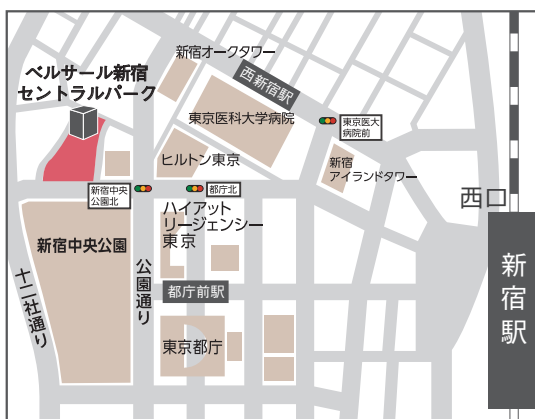 新宿オークタワー
ベルサール新宿
セントラルパーク
西新宿駅
東京医科大学病院
東京医大
病院前
ヒルトン東京
新宿
アイランドタワー
新宿中央
公園北
都庁北
西口
ハイアット
リージェンシー
東京
新宿中央公園
公園通り
十二社通り
都庁前駅
新宿駅
東京都庁